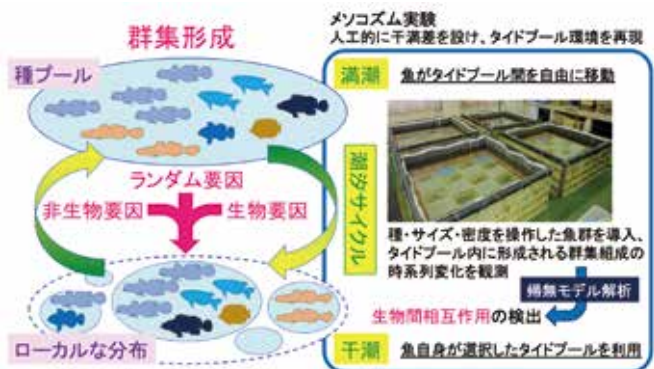 群集形成
種プール
ランダム要因
非生物要因
生物要因
ローカルな分布
潮汐サイクル
メソコズム実験
人工的に干満差を設け、タイドプール環境を再現
満潮
魚がタイドプール間を自由に移動
種・サイズ・密度を操作した魚群を導入、
タイドプール内に形成される群集組成の
時系列変化を観測
帰無モデル解析
生物間相互作用の検出
干潮
魚自身が選択したタイドプールを利用